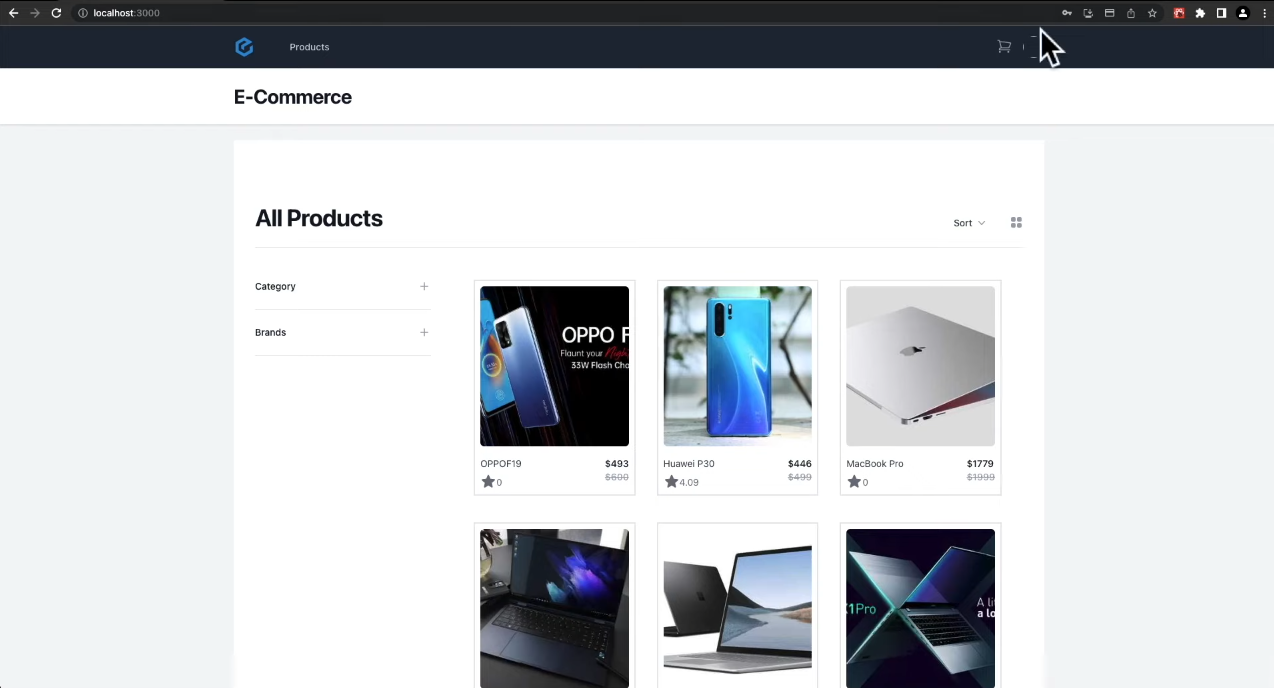 localhost:3000
Products
E-Commerce
All Products
Sort
Category
Brands
OPPO F
Flaunt your
33W Flash Cha
OPPOF19
$493
0
$600
Huawei P30
$446
4.09
$499
MacBook Pro
$1779
0
$1999
X1Pro
A li
a lo